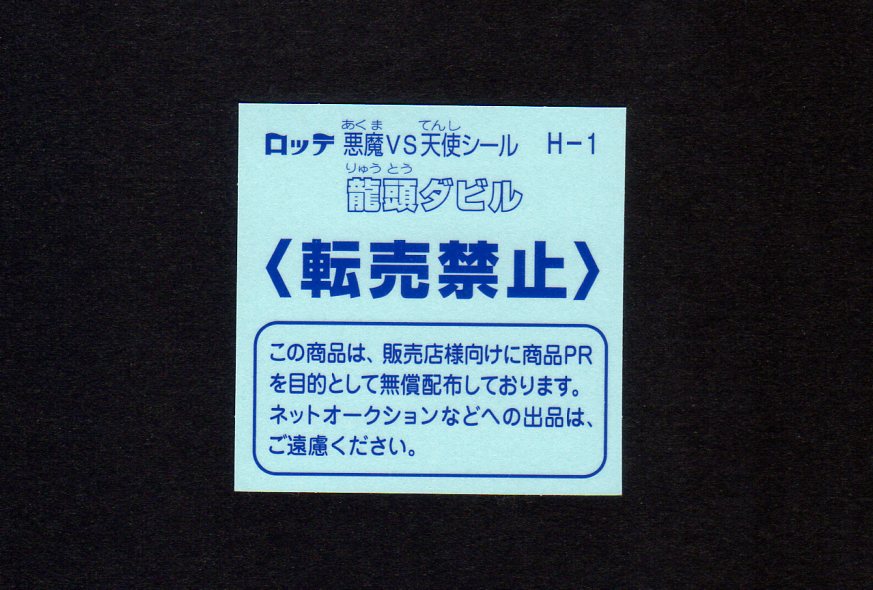 あくま てんし
ロッテ 悪魔VS天使シール H-1
りゅうとう
龍頭ダビル
〈転売禁止〉
この商品は、販売店様向けに商品PR
を目的として無償配布しております。
ネットオークションなどへの出品は、
ご遠慮ください。